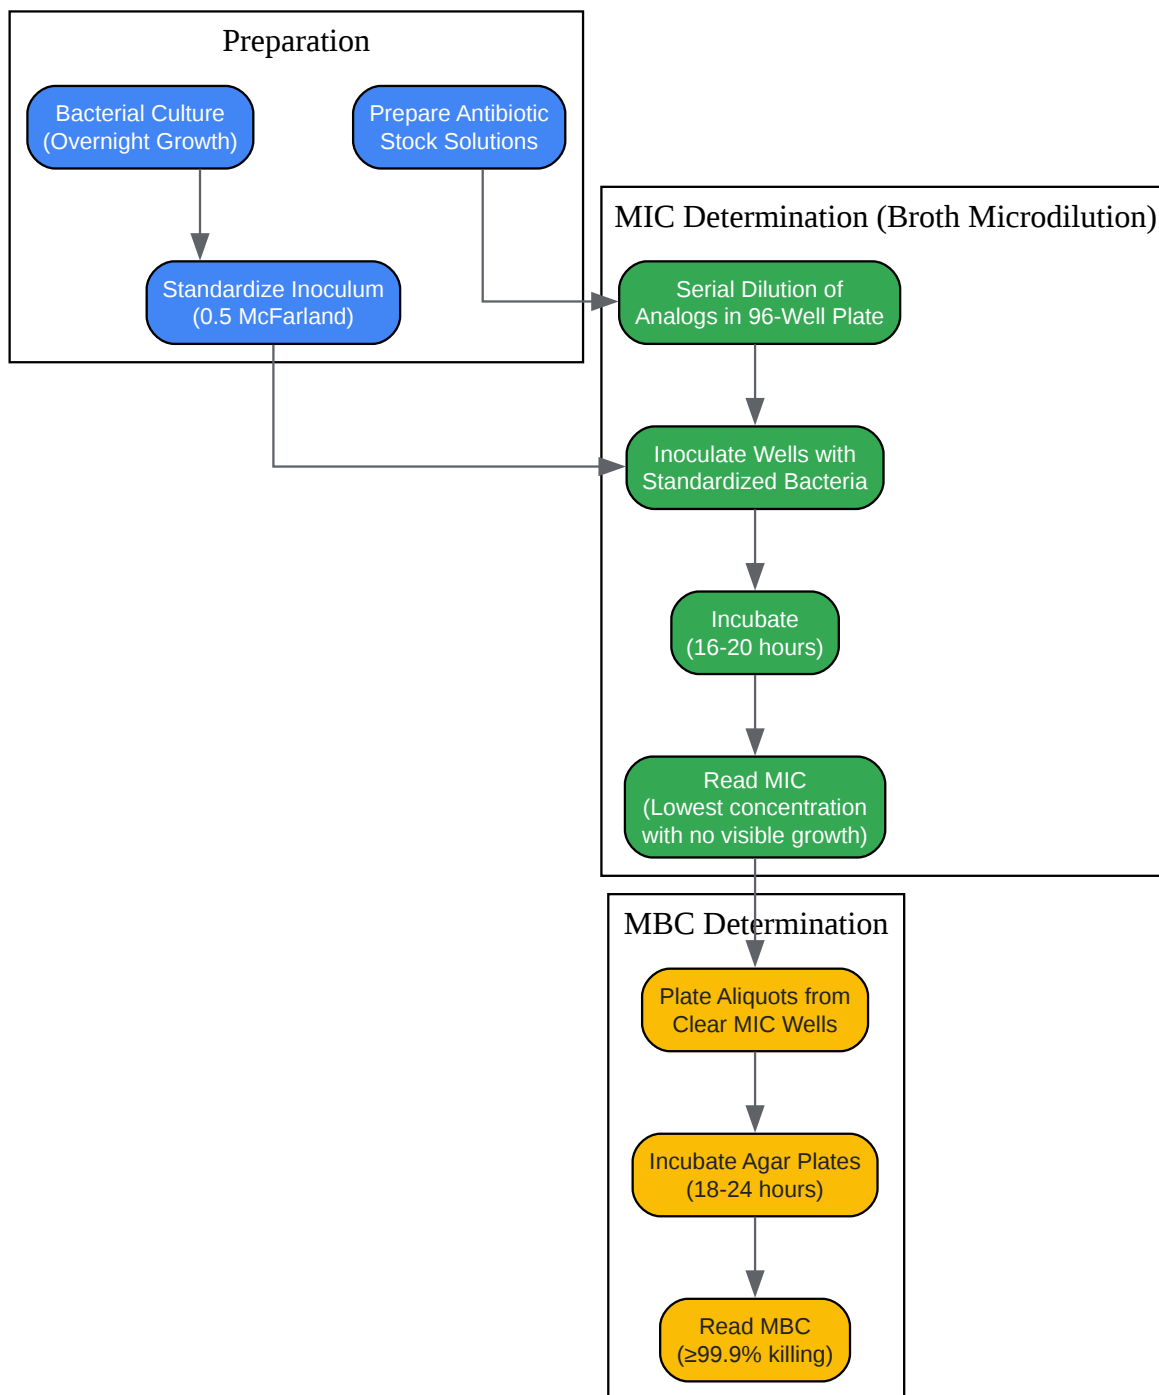 Preparation
Bacterial Culture
(Overnight Growth)
Prepare Antibiotic
Stock Solutions
Standardize Inoculum
(0.5 McFarland)
MIC Determination (Broth Microdilution)
Serial Dilution of
Analogs in 96-Well Plate
Inoculate Wells with
Standardized Bacteria
Incubate
(16-20 hours)
Read MIC
(Lowest concentration
with no visible growth)
MBC Determination
Plate Aliquots from
Clear MIC Wells
Incubate Agar Plates
(18-24 hours)
Read MBC
(≥99.9% killing)